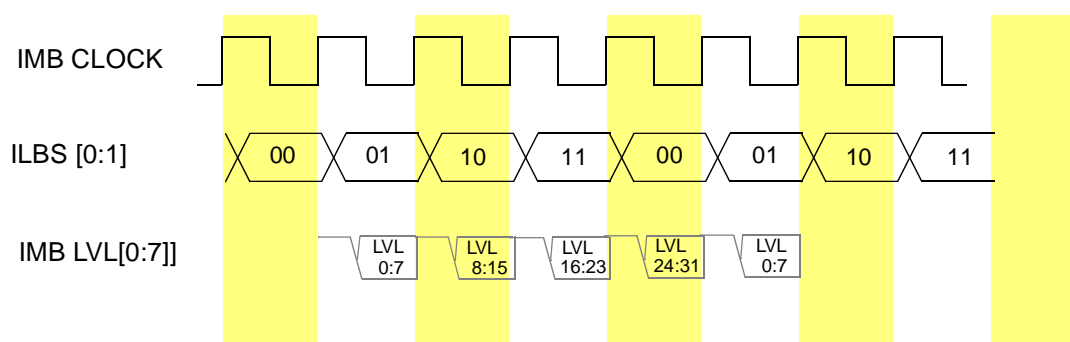 IMB CLOCK
ILBS [0:1]
00 01 10 11 00 01 10 11
IMB LVL[0:7]]
LVL 0:7
LVL 8:15
LVL 16:23
LVL 24:31
LVL 0:7